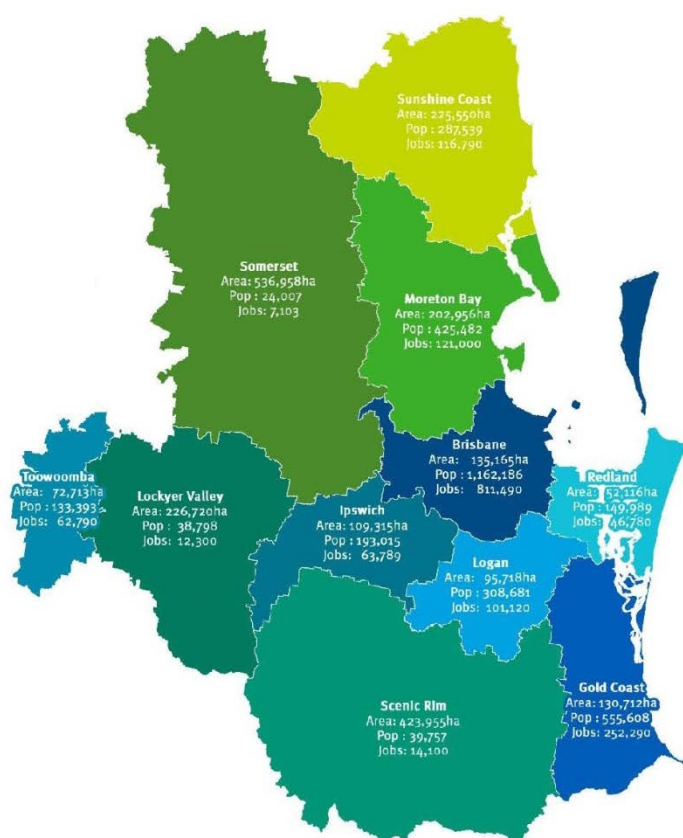 Sunshine Coast
Area: 225,550ha
Pop : 287,539
Jobs: 116,790
Somerset
Area: 536,958ha
Pop : 24,007
Jobs: 7,103
Moreton Bay
Area: 202,956ha
Pop : 425,482
Jobs: 121,000
Brisbane
Area: 135,165ha
Pop : 1,162,186
Jobs: 811,490
Toowoomba
Area: 72,713ha
Pop : 133,393
Jobs: 62,790
Lockyer Valley
Area: 226,720ha
Pop : 38,798
Jobs: 12,300
Ipswich
Area: 109,315ha
Pop : 193,015
Jobs: 63,789
Redland
Area: 52,116ha
Pop : 149,989
Jobs: 46,780
Logan
Area: 95,718ha
Pop : 308,681
Jobs: 101,120
Scenic Rim
Area: 423,955ha
Pop : 39,757
Jobs: 14,100
Gold Coast
Area: 130,712ha
Pop : 555,608
Jobs: 252,290